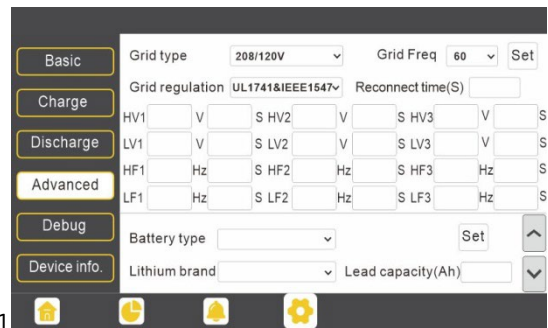 Basic
Charge
Discharge
Advanced
Debug
Device info.
Grid type 208/120V Grid Freq 60 Set
Grid regulation UL1741&IEEE1547 Reconnect time(S)
HV1 V S HV2 V S HV3 V S
LV1 V S LV2 V S LV3 V S
HF1 Hz S HF2 Hz S HF3 Hz S
LF1 Hz S LF2 Hz S LF3 Hz S
Battery type Set
Lithium brand Lead capacity(Ah)
1